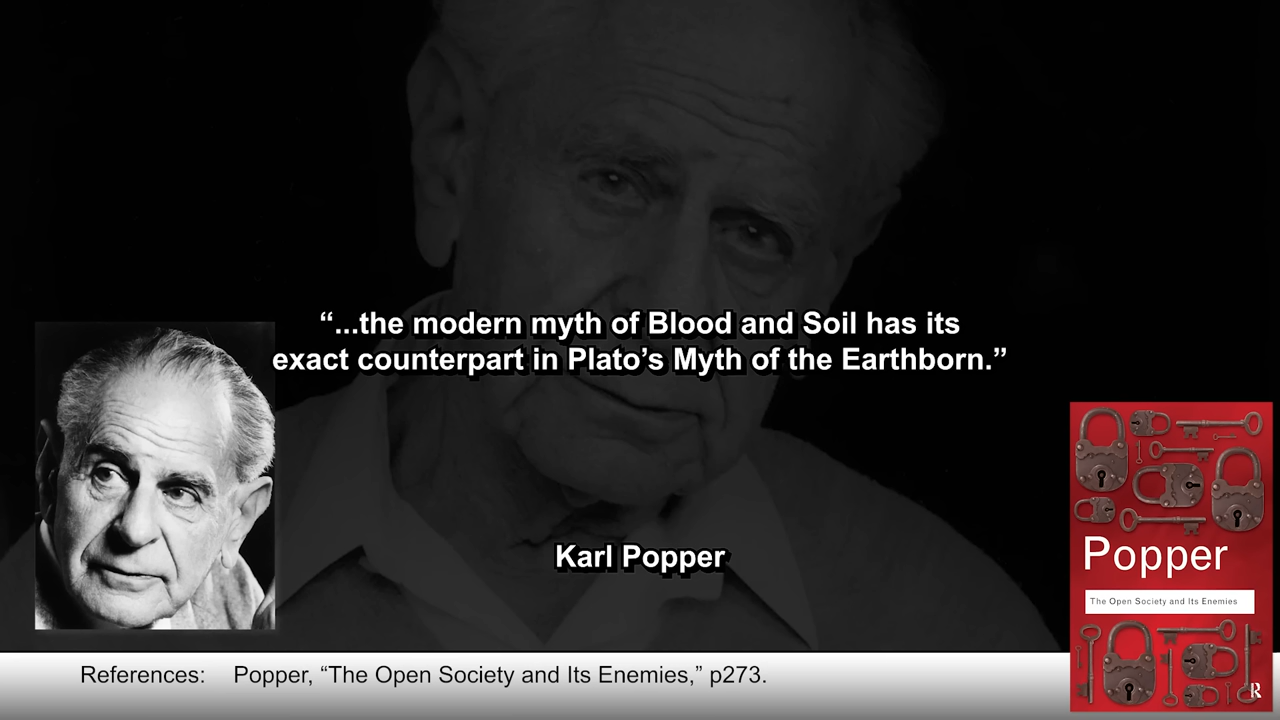 “...the modern myth of Blood and Soil has its
exact counterpart in Plato’s Myth of the Earthborn.”
Karl Popper
Popper
The Open Society and Its Enemies
R
References: Popper, “The Open Society and Its Enemies,” p273.